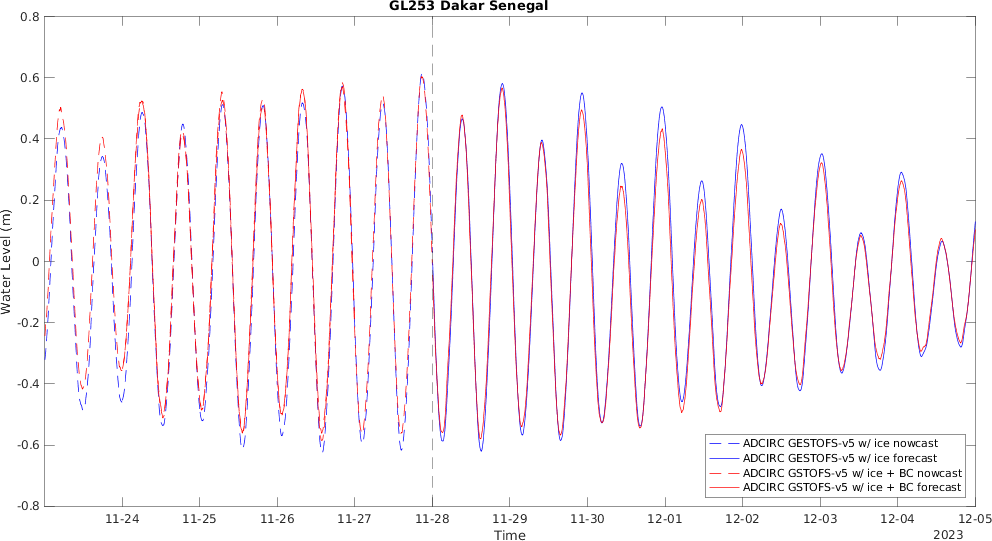 GL253 Dakar Senegal
0.8
0.6
0.4
0.2
0
-0.2
-0.4
-0.6
-0.8
Water Level (m)
ADCIRC GESTOFS-v5 w/ ice nowcast
ADCIRC GESTOFS-v5 w/ ice forecast
ADCIRC GSTOFS-v5 w/ ice + BC nowcast
ADCIRC GSTOFS-v5 w/ ice + BC forecast
11-24 11-25 11-26 11-27 11-28 11-29 11-30 12-01 12-02 12-03 12-04 12-05
Time
2023